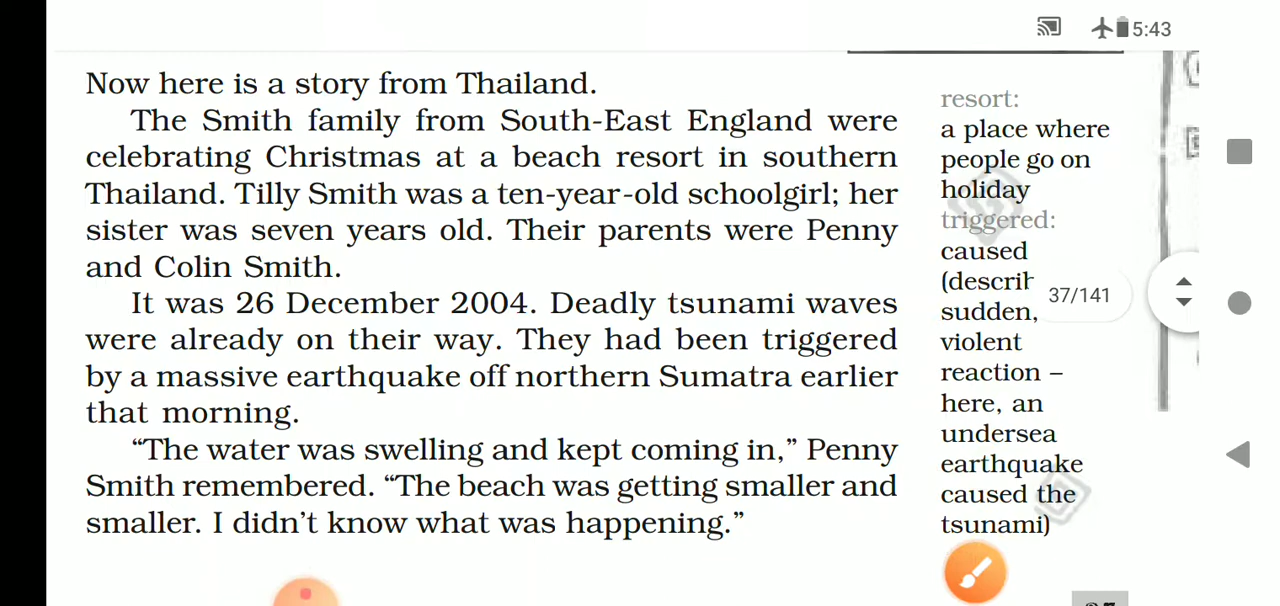 5:43
Now here is a story from Thailand.
The Smith family from South-East England were
celebrating Christmas at a beach resort in southern
Thailand. Tilly Smith was a ten-year-old schoolgirl; her
sister was seven years old. Their parents were Penny
and Colin Smith.
It was 26 December 2004. Deadly tsunami waves
were already on their way. They had been triggered
by a massive earthquake off northern Sumatra earlier
that morning.
“The water was swelling and kept coming in,” Penny
Smith remembered. “The beach was getting smaller and
smaller. I didn’t know what was happening.”
resort:
a place where
people go on
holiday
triggered:
caused
(describ
sudden,
violent
reaction –
here, an
undersea
earthquake
caused the
tsunami)
37/141